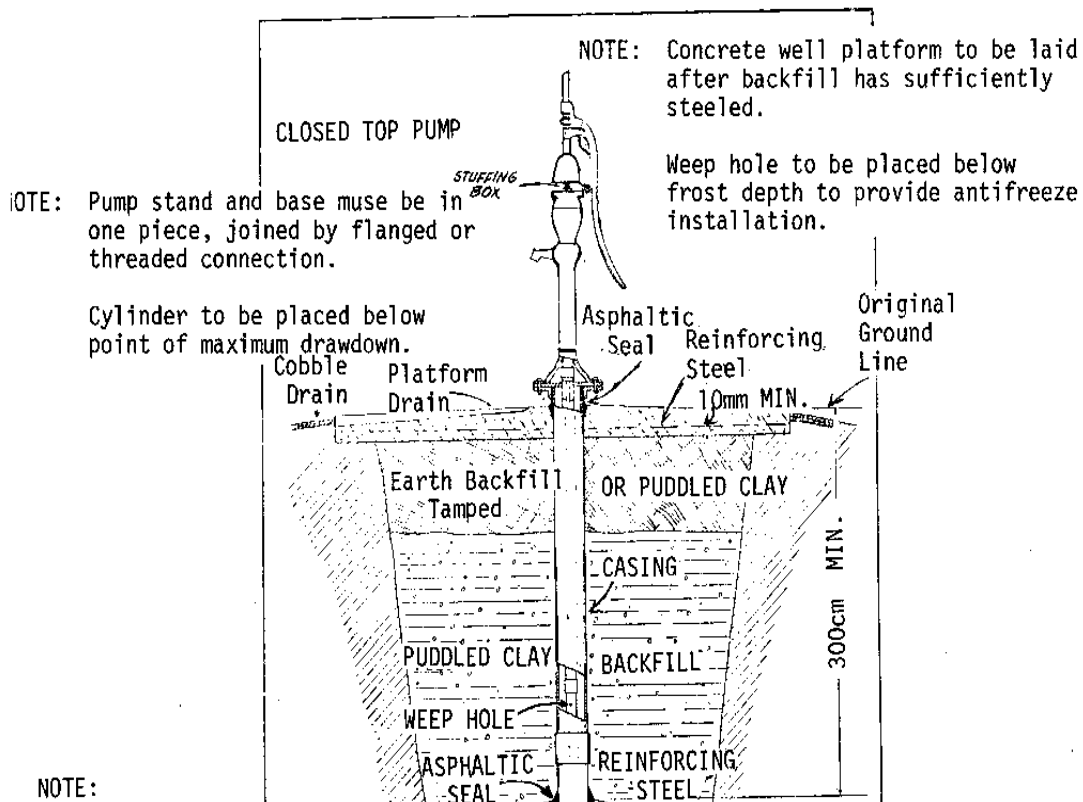 NOTE: Concrete well platform to be laid
after backfill has sufficiently
steeled.
Weep hole to be placed below
frost depth to provide antifreeze
installation.
CLOSED TOP PUMP
STUFFING
BOX
OTE: Pump stand and base muse be in
one piece, joined by flanged or
threaded connection.
Cylinder to be placed below
point of maximum drawdown.
Cobble
Drain
Platform
Drain
Asphaltic
Seal
Reinforcing
Steel
10mm MIN.
Original
Ground
Line
Earth Backfill
Tamped
OR PUDDLED CLAY
CASING
300cm MIN.
PUDDLED CLAY
BACKFILL
WEEP HOLE
ASPHALTIC
SEAL
REINFORCING
STEEL
NOTE: